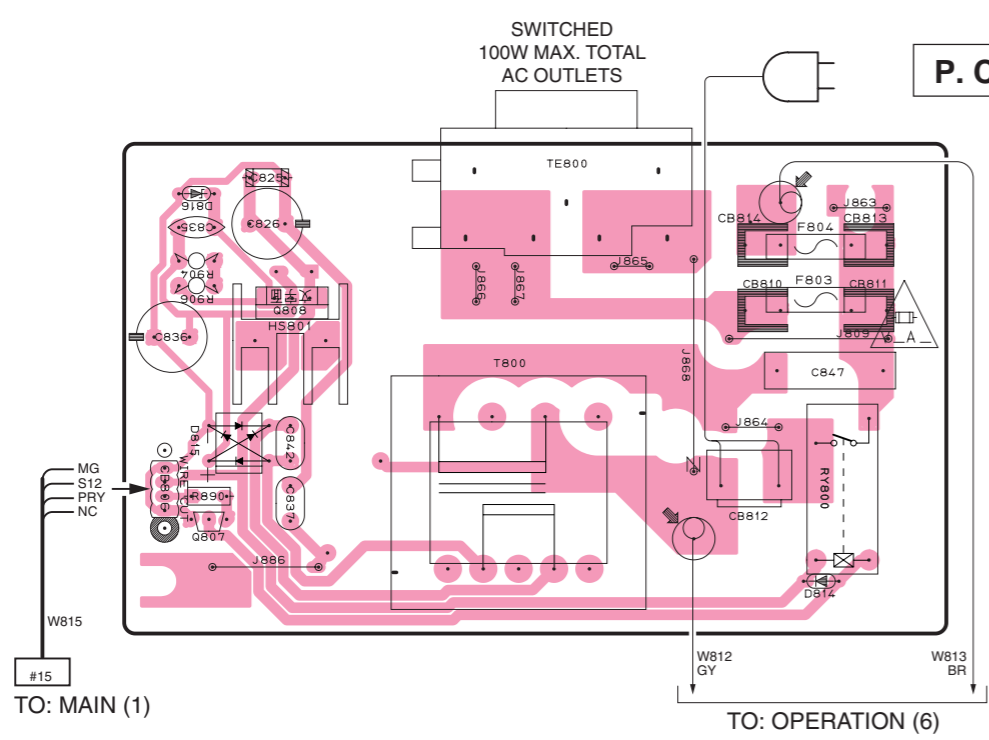 SWITCHED
100W MAX. TOTAL
AC OUTLETS
P. C
TE800
C825
D816
C835
C826
R904
R906
Q808
HS801
C836
J866
J867
J865
CB814
J863
CB813
F804
CB810
F803
CB811
J809
A
J868
C847
T800
J864
RY800
D815
C842
WIRE CUT
R890
C837
Q807
J886
CB812
D814
MG
S12
PRY
NC
W815
#15
TO: MAIN (1)
W812
GY
W813
BR
TO: OPERATION (6)